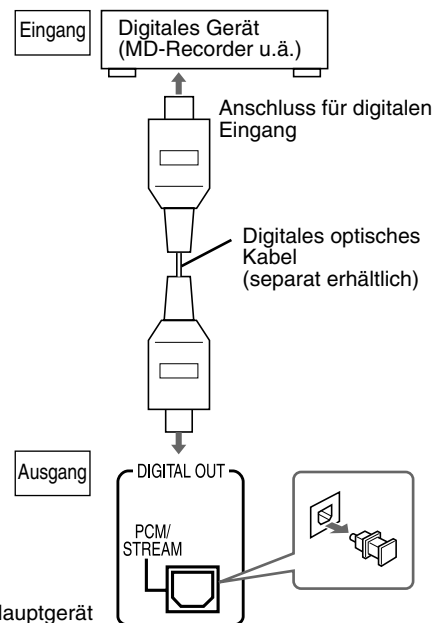 Eingang
Digitales Gerät
(MD-Recorder u.ä.)
Anschluss für digitalen
Eingang
Digitales optisches
Kabel
(separat erhältlich)
Ausgang
DIGITAL OUT
PCM/
STREAM
Hauptgerät